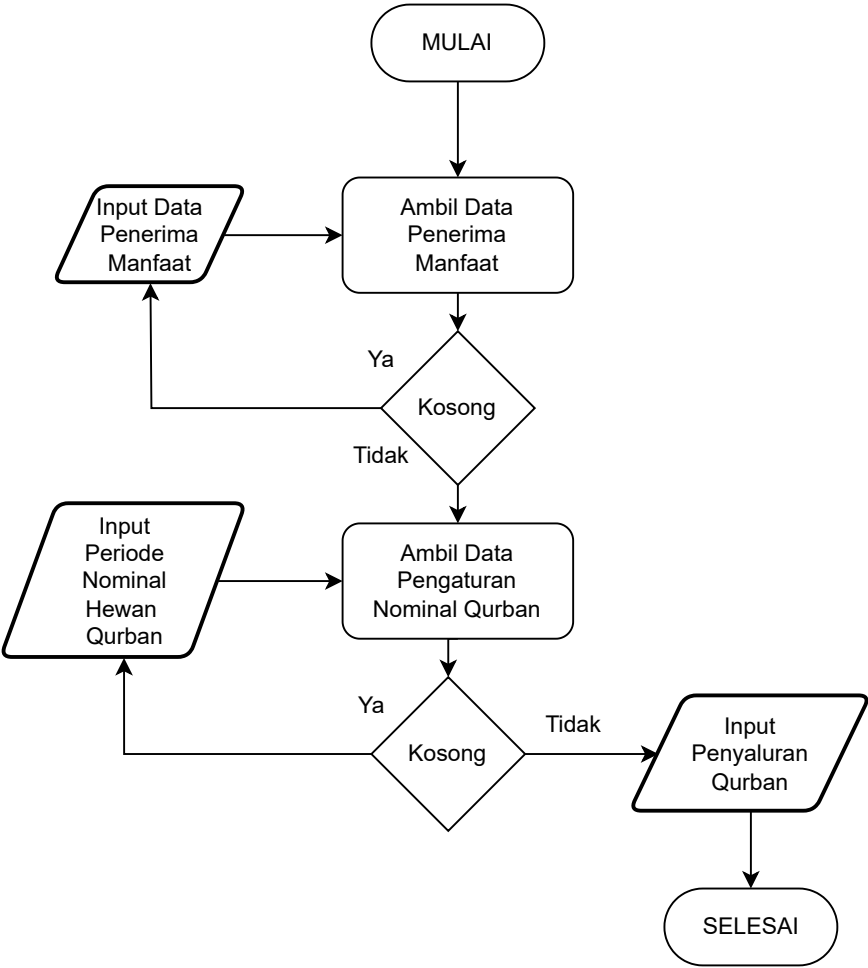 MULAI
Input Data
Penerima
Manfaat
Ambil Data
Penerima
Manfaat
Ya
Kosong
Tidak
Input
Periode
Nominal
Hewan
Qurban
Ambil Data
Pengaturan
Nominal Qurban
Ya
Kosong
Tidak
Input
Penyaluran
Qurban
SELESAI